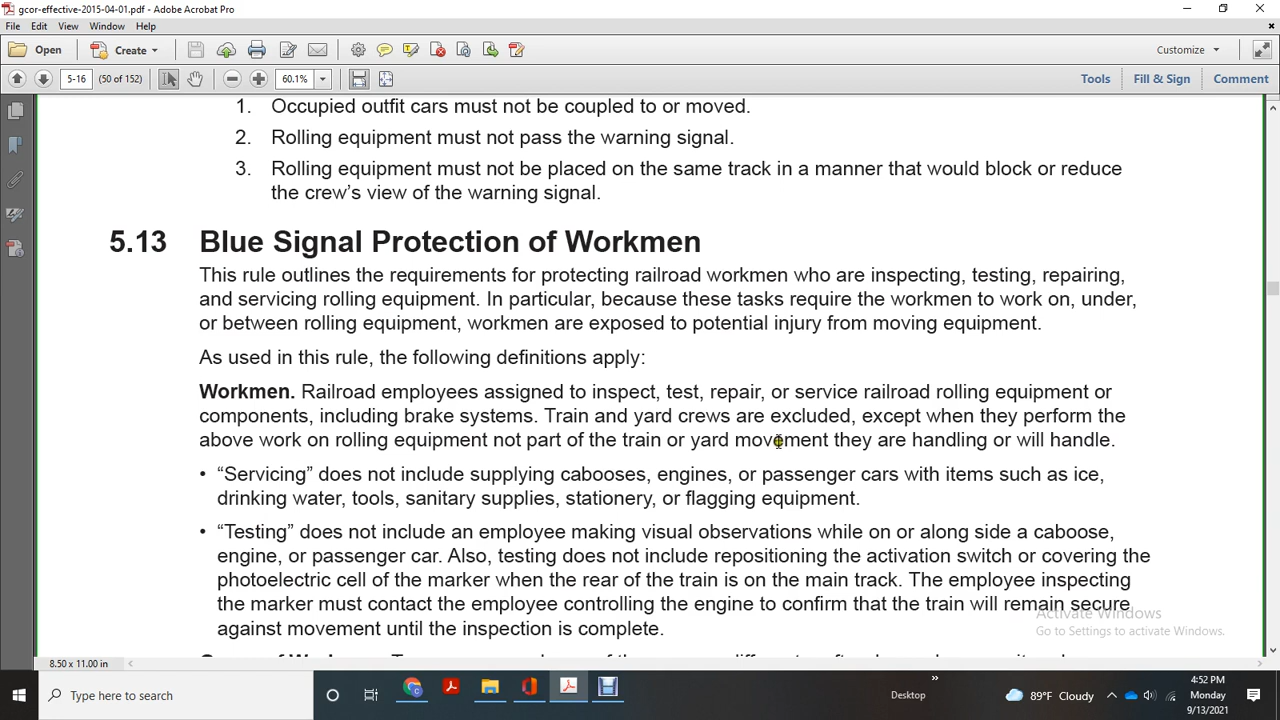 gcor-effective-2015-04-01.pdf - Adobe Acrobat Pro
File Edit View Window Help
Open Create Customize
5-16 (50 of 152) 60.1% Tools Fill & Sign Comment
1. Occupied outfit cars must not be coupled to or moved.
2. Rolling equipment must not pass the warning signal.
3. Rolling equipment must not be placed on the same track in a manner that would block or reduce
the crew’s view of the warning signal.
5.13 Blue Signal Protection of Workmen
This rule outlines the requirements for protecting railroad workmen who are inspecting, testing, repairing,
and servicing rolling equipment. In particular, because these tasks require the workmen to work on, under,
or between rolling equipment, workmen are exposed to potential injury from moving equipment.
As used in this rule, the following definitions apply:
Workmen. Railroad employees assigned to inspect, test, repair, or service railroad rolling equipment or
components, including brake systems. Train and yard crews are excluded, except when they perform the
above work on rolling equipment not part of the train or yard movement they are handling or will handle.
• “Servicing” does not include supplying cabooses, engines, or passenger cars with items such as ice,
drinking water, tools, sanitary supplies, stationery, or flagging equipment.
• “Testing” does not include an employee making visual observations while on or along side a caboose,
engine, or passenger car. Also, testing does not include repositioning the activation switch or covering the
photoelectric cell of the marker when the rear of the train is on the main track. The employee inspecting
the marker must contact the employee controlling the engine to confirm that the train will remain secure
against movement until the inspection is complete.
Activate Windows
Go to Settings to activate Windows.
8.50 x 11.00 in
Type here to search
Desktop
»
89°F Cloudy
4:52 PM
Monday
9/13/2021